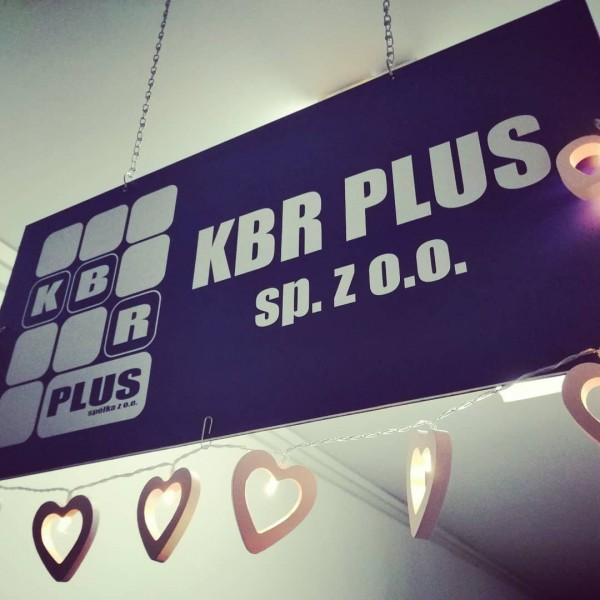 KBR PLUS
sp. z o.o.
K B
R
PLUS
spółka z o.o.